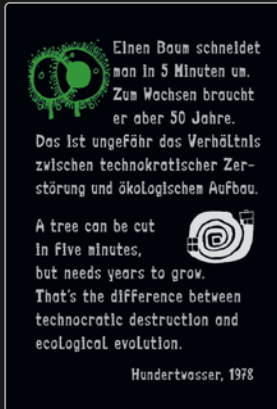 Einen Baum schneidet
man in 5 Minuten um.
Zum Wachsen braucht
er aber 50 Jahre.
Das ist ungefähr das Verhältnis
zwischen technokratischer Zer-
störung und ökologischem Aufbau.
A tree can be cut
in five minutes,
but needs years to grow.
That's the difference between
technocratic destruction and
ecological evolution.
Hundertwasser, 1978